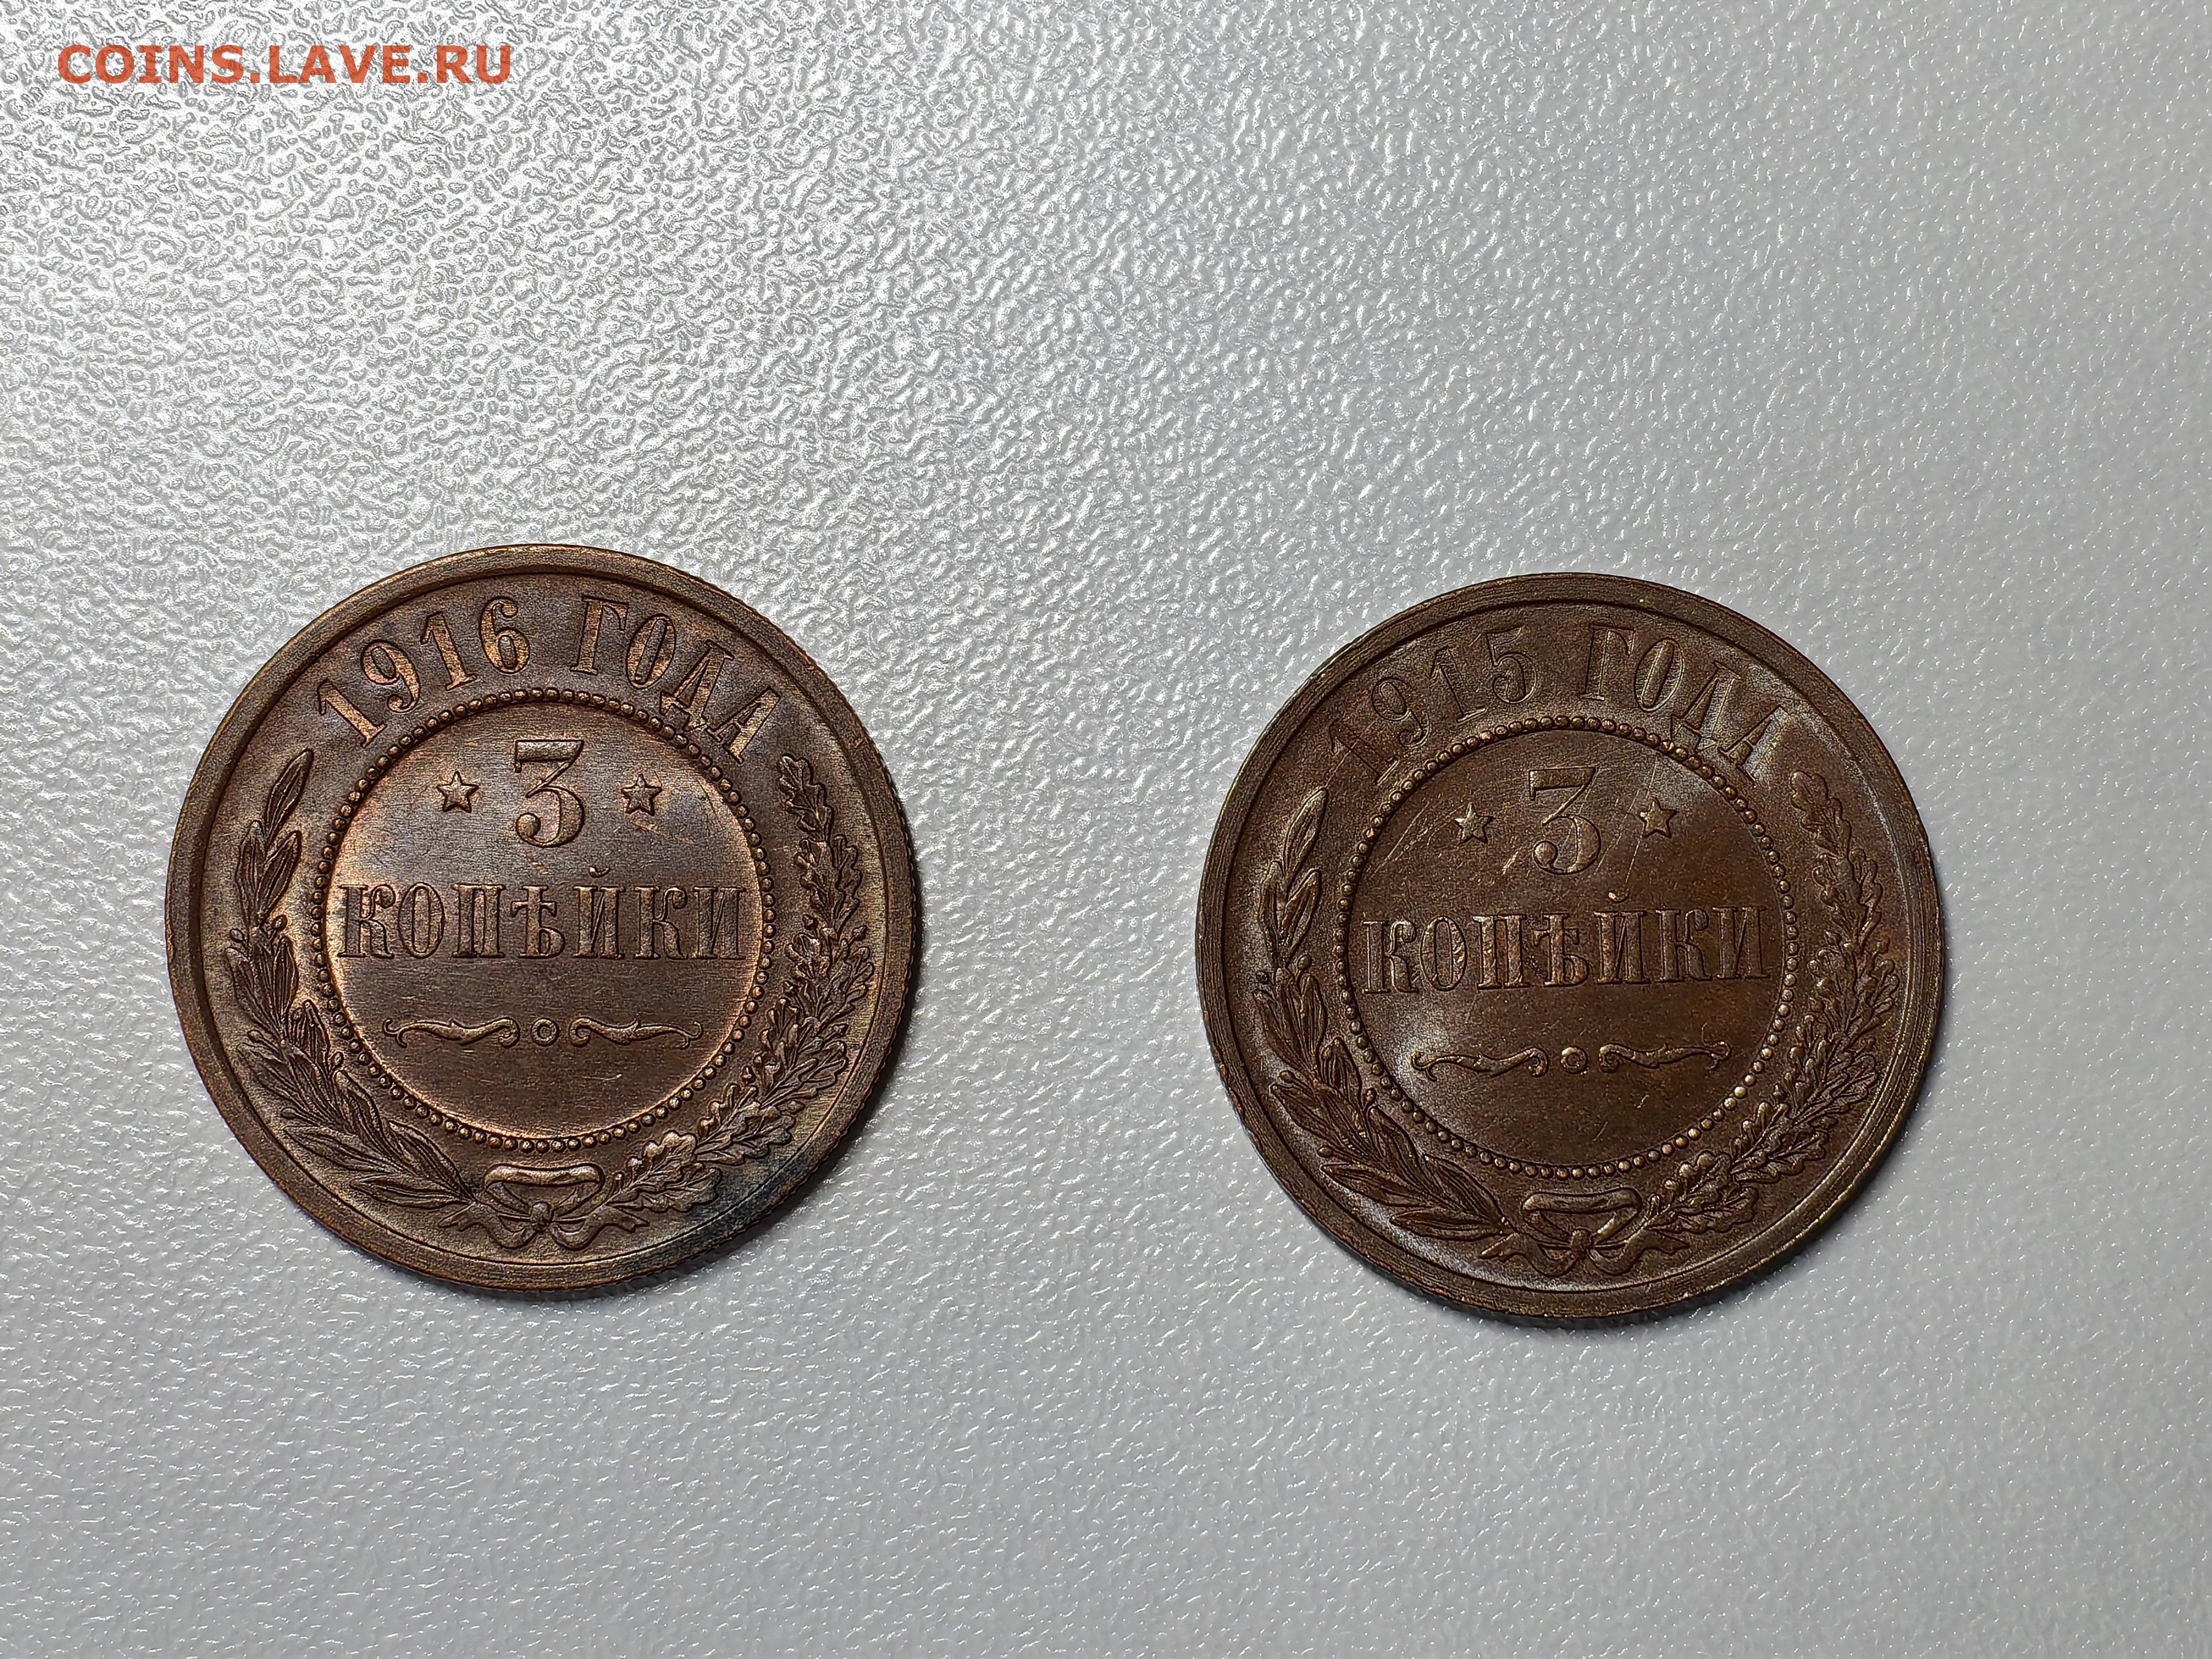 COINS.LAVE.RU
1916 ГОДА
3
КОПѢЙКИ
1915 ГОДА
3
КОПѢЙКИ